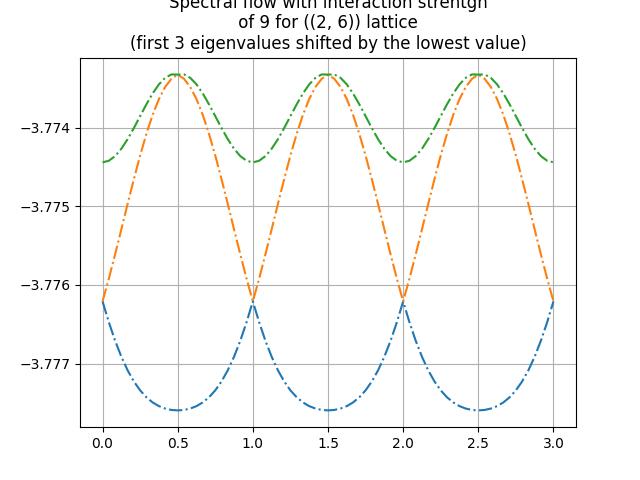 Spectral flow with interaction strentgh
of 9 for ((2, 6)) lattice
(first 3 eigenvalues shifted by the lowest value)
−3.774
−3.775
−3.776
−3.777
0.0 0.5 1.0 1.5 2.0 2.5 3.0